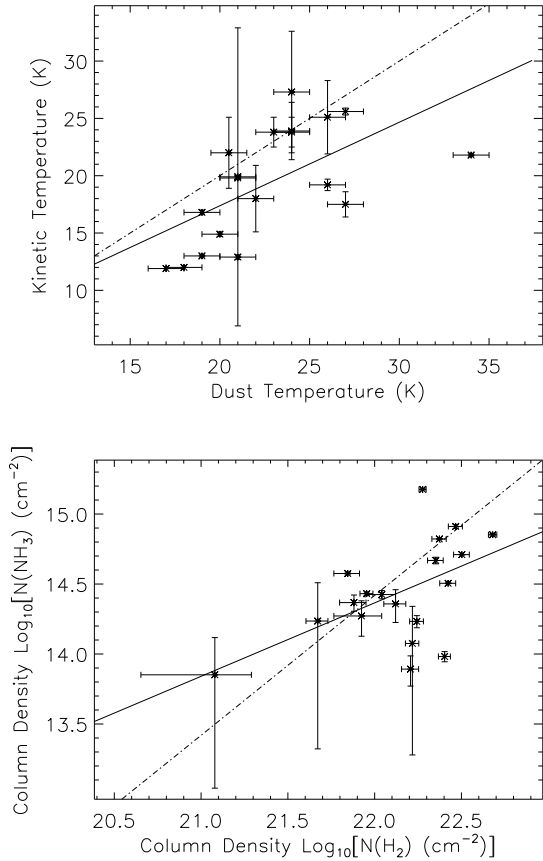 Kinetic Temperature (K)
30
25
20
15
10
15 20 25 30 35
Dust Temperature (K)
Column Density Log₁₀[N(NH₃) (cm⁻²)]
15.0
14.5
14.0
13.5
20.5 21.0 21.5 22.0 22.5
Column Density Log₁₀[N(H₂) (cm⁻²)]